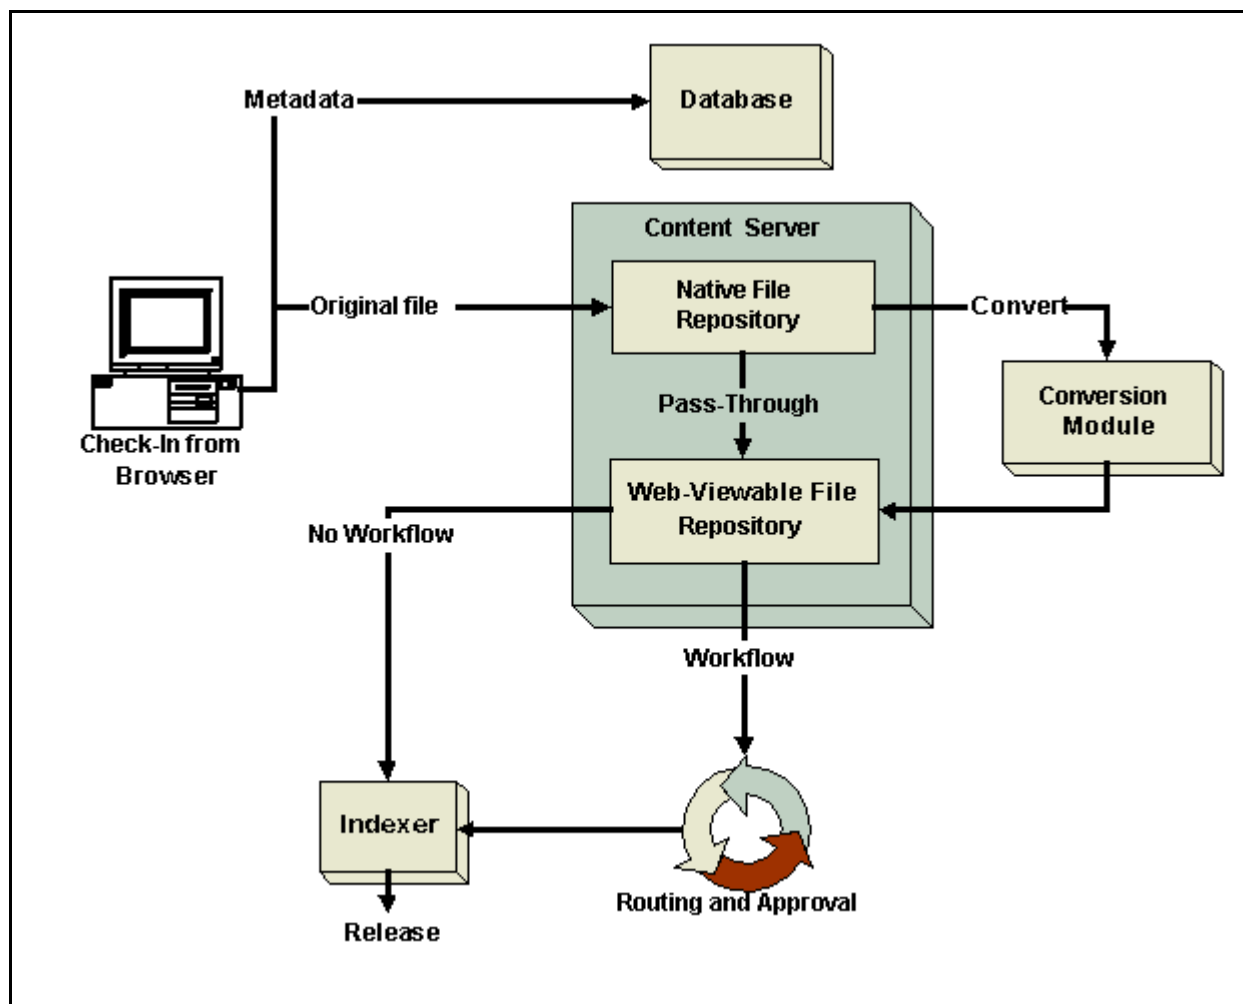 Metadata
Database
Content Server
Native File
Repository
Original file
Convert
Pass-Through
Conversion
Module
Check-In from
Browser
Web-Viewable File
Repository
No Workflow
Workflow
Indexer
Routing and Approval
Release